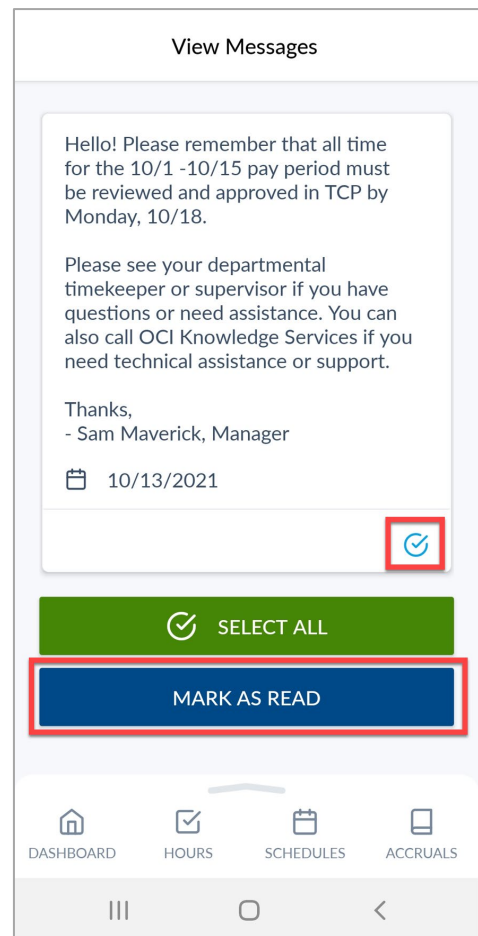 View Messages
Hello! Please remember that all time
for the 10/1 -10/15 pay period must
be reviewed and approved in TCP by
Monday, 10/18.
Please see your departmental
timekeeper or supervisor if you have
questions or need assistance. You can
also call OCI Knowledge Services if you
need technical assistance or support.
Thanks,
- Sam Maverick, Manager
10/13/2021
SELECT ALL
MARK AS READ
DASHBOARD HOURS SCHEDULES ACCRUALS